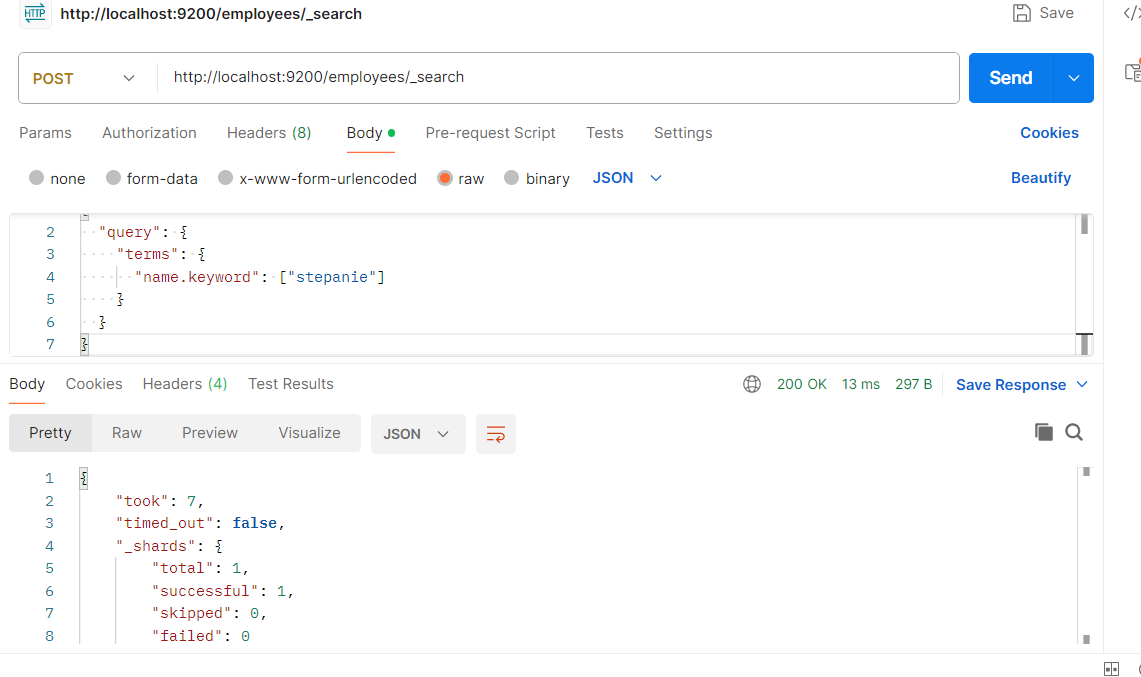 HTTP http://localhost:9200/employees/_search Save
POST http://localhost:9200/employees/_search Send
Params Authorization Headers (8) Body Pre-request Script Tests Settings Cookies
none form-data x-www-form-urlencoded raw binary JSON Beautify
2 "query": {
3 "terms": {
4 "name.keyword": ["stepanie"]
5 }
6 }
7 }
Body Cookies Headers (4) Test Results 200 OK 13 ms 297 B Save Response
Pretty Raw Preview Visualize JSON
1 {
2 "took": 7,
3 "timed_out": false,
4 "_shards": {
5 "total": 1,
6 "successful": 1,
7 "skipped": 0,
8 "failed": 0